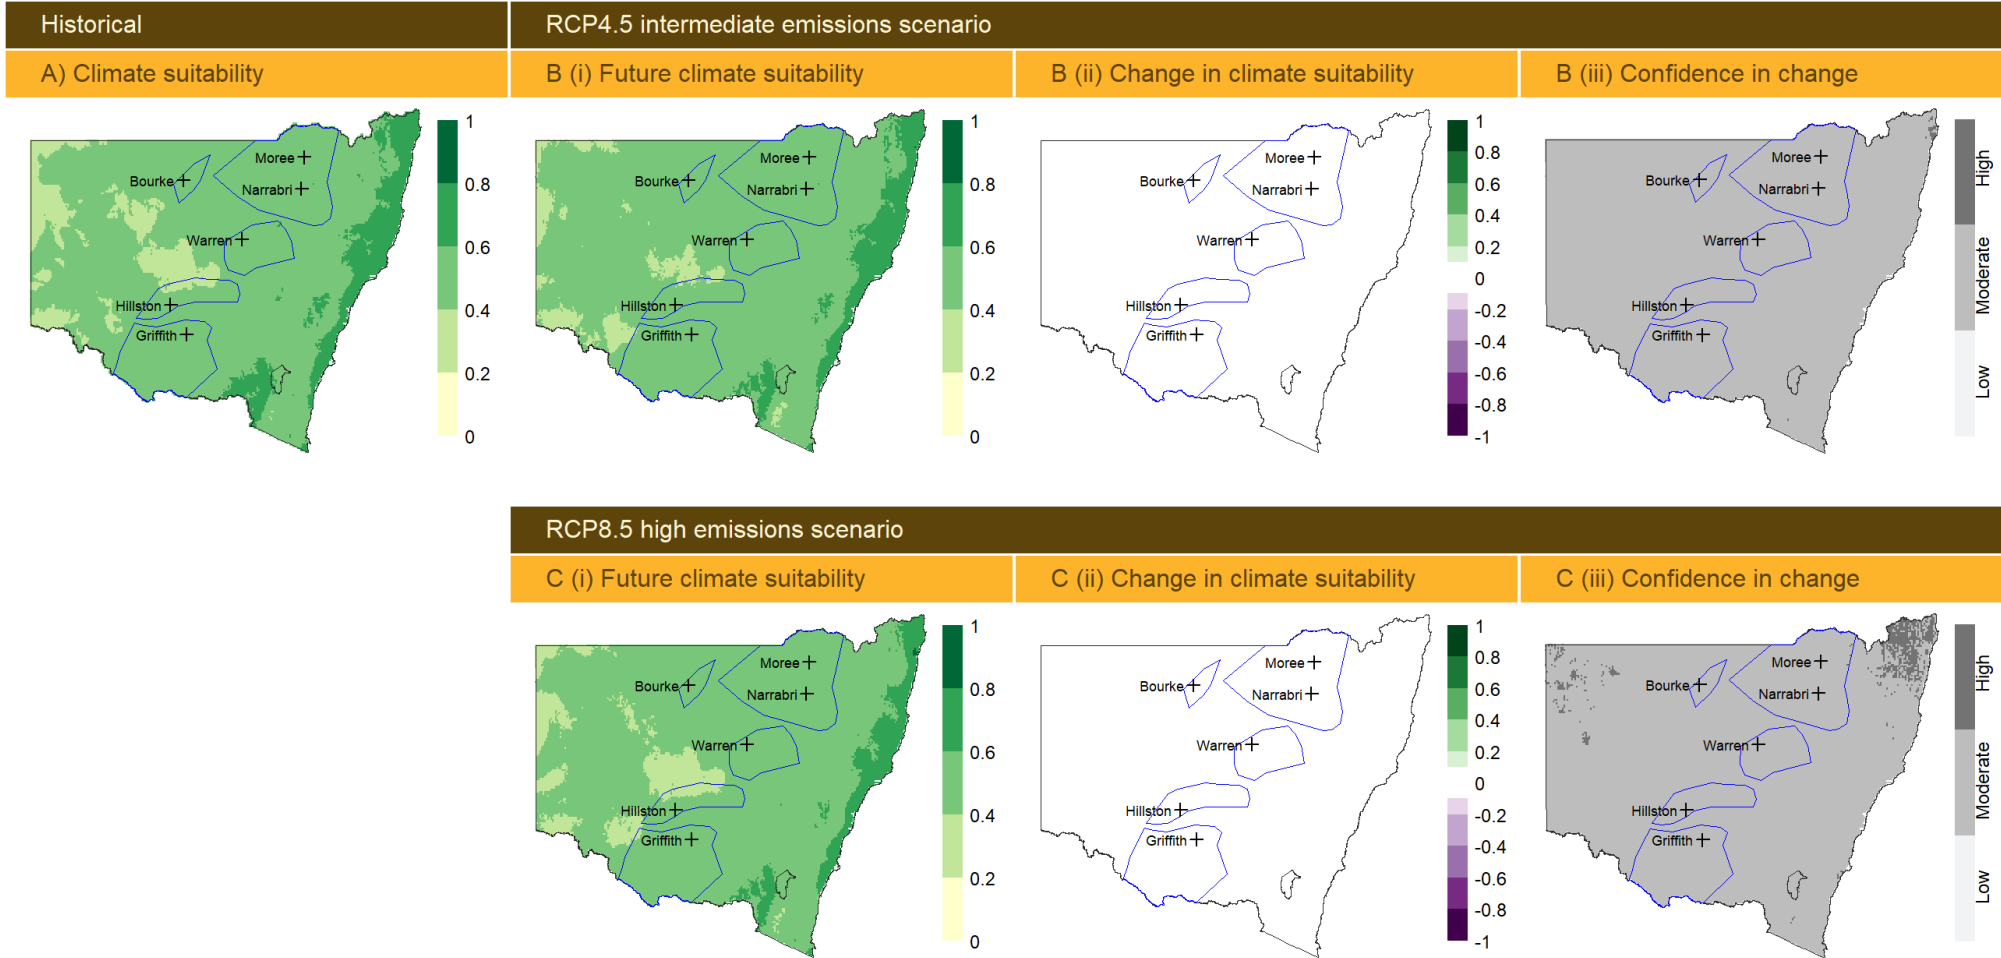 Historical
RCP4.5 intermediate emissions scenario
A) Climate suitability
B (i) Future climate suitability
B (ii) Change in climate suitability
B (iii) Confidence in change
Moree
Bourke
Narrabri
Warren
Hillston
Griffith
1
0.8
0.6
0.4
0.2
0
Moree
Bourke
Narrabri
Warren
Hillston
Griffith
1
0.8
0.6
0.4
0.2
0
Moree
Bourke
Narrabri
Warren
Hillston
Griffith
1
0.8
0.6
0.4
0.2
0
-0.2
-0.4
-0.6
-0.8
-1
Moree
Bourke
Narrabri
Warren
Hillston
Griffith
High
Moderate
Low
RCP8.5 high emissions scenario
C (i) Future climate suitability
C (ii) Change in climate suitability
C (iii) Confidence in change
Moree
Bourke
Narrabri
Warren
Hillston
Griffith
1
0.8
0.6
0.4
0.2
0
Moree
Bourke
Narrabri
Warren
Hillston
Griffith
1
0.8
0.6
0.4
0.2
0
-0.2
-0.4
-0.6
-0.8
-1
Moree
Bourke
Narrabri
Warren
Hillston
Griffith
High
Moderate
Low